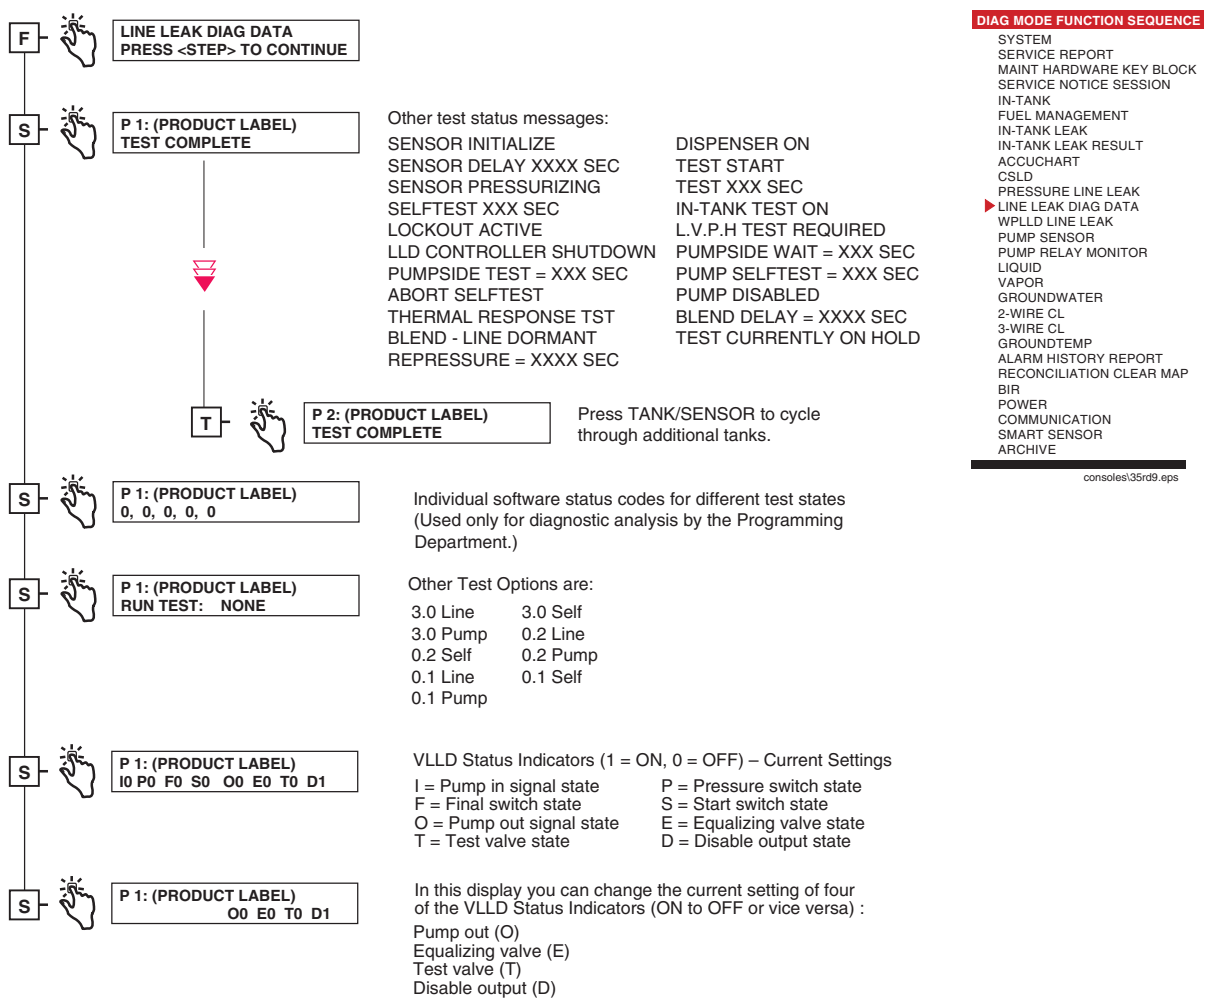 F
LINE LEAK DIAG DATA
PRESS <STEP> TO CONTINUE
S
P 1: (PRODUCT LABEL)
TEST COMPLETE
Other test status messages:
SENSOR INITIALIZE DISPENSER ON
SENSOR DELAY XXXX SEC TEST START
SENSOR PRESSURIZING TEST XXX SEC
SELFTEST XXX SEC IN-TANK TEST ON
LOCKOUT ACTIVE L.V.P.H TEST REQUIRED
LLD CONTROLLER SHUTDOWN PUMPSIDE WAIT = XXX SEC
PUMPSIDE TEST = XXX SEC PUMP SELFTEST = XXX SEC
ABORT SELFTEST PUMP DISABLED
THERMAL RESPONSE TST BLEND DELAY = XXXX SEC
BLEND - LINE DORMANT TEST CURRENTLY ON HOLD
REPRESSURE = XXXX SEC
T
P 2: (PRODUCT LABEL)
TEST COMPLETE
Press TANK/SENSOR to cycle
through additional tanks.
S
P 1: (PRODUCT LABEL)
0, 0, 0, 0, 0
Individual software status codes for different test states
(Used only for diagnostic analysis by the Programming
Department.)
S
P 1: (PRODUCT LABEL)
RUN TEST: NONE
Other Test Options are:
3.0 Line 3.0 Self
3.0 Pump 0.2 Line
0.2 Self 0.2 Pump
0.1 Line 0.1 Self
0.1 Pump
S
P 1: (PRODUCT LABEL)
I0 P0 F0 S0 O0 E0 T0 D1
VLLD Status Indicators (1 = ON, 0 = OFF) – Current Settings
I = Pump in signal state P = Pressure switch state
F = Final switch state S = Start switch state
O = Pump out signal state E = Equalizing valve state
T = Test valve state D = Disable output state
S
P 1: (PRODUCT LABEL)
O0 E0 T0 D1
In this display you can change the current setting of four
of the VLLD Status Indicators (ON to OFF or vice versa) :
Pump out (O)
Equalizing valve (E)
Test valve (T)
Disable output (D)
DIAG MODE FUNCTION SEQUENCE
SYSTEM
SERVICE REPORT
MAINT HARDWARE KEY BLOCK
SERVICE NOTICE SESSION
IN-TANK
FUEL MANAGEMENT
IN-TANK LEAK
IN-TANK LEAK RESULT
ACCUCHART
CSLD
PRESSURE LINE LEAK
LINE LEAK DIAG DATA
WPLLD LINE LEAK
PUMP SENSOR
PUMP RELAY MONITOR
LIQUID
VAPOR
GROUNDWATER
2-WIRE CL
3-WIRE CL
GROUNDTEMP
ALARM HISTORY REPORT
RECONCILIATION CLEAR MAP
BIR
POWER
COMMUNICATION
SMART SENSOR
ARCHIVE
consoles\35rd9.eps